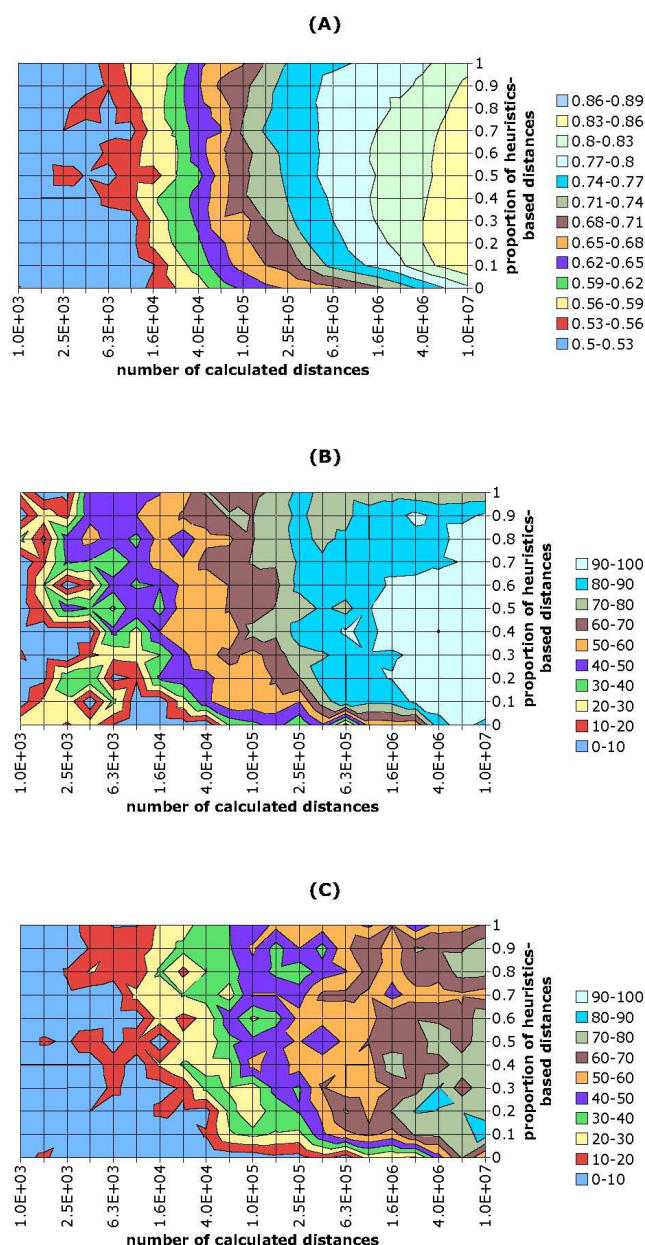 (A)
1
0.9
0.8
0.7
0.6
0.5
0.4
0.3
0.2
0.1
0
proportion of heuristics-
based distances
1.0E+03
2.5E+03
6.3E+03
1.6E+04
4.0E+04
1.0E+05
2.5E+05
6.3E+05
1.6E+06
4.0E+06
1.0E+07
number of calculated distances
0.86-0.89
0.83-0.86
0.8-0.83
0.77-0.8
0.74-0.77
0.71-0.74
0.68-0.71
0.65-0.68
0.62-0.65
0.59-0.62
0.56-0.59
0.53-0.56
0.5-0.53
(B)
1
0.9
0.8
0.7
0.6
0.5
0.4
0.3
0.2
0.1
0
proportion of heuristics-
based distances
1.0E+03
2.5E+03
6.3E+03
1.6E+04
4.0E+04
1.0E+05
2.5E+05
6.3E+05
1.6E+06
4.0E+06
1.0E+07
number of calculated distances
90-100
80-90
70-80
60-70
50-60
40-50
30-40
20-30
10-20
0-10
(C)
1
0.9
0.8
0.7
0.6
0.5
0.4
0.3
0.2
0.1
0
proportion of heuristics-
based distances
1.0E+03
2.5E+03
6.3E+03
1.6E+04
4.0E+04
1.0E+05
2.5E+05
6.3E+05
1.6E+06
4.0E+06
1.0E+07
number of calculated distances
90-100
80-90
70-80
60-70
50-60
40-50
30-40
20-30
10-20
0-10